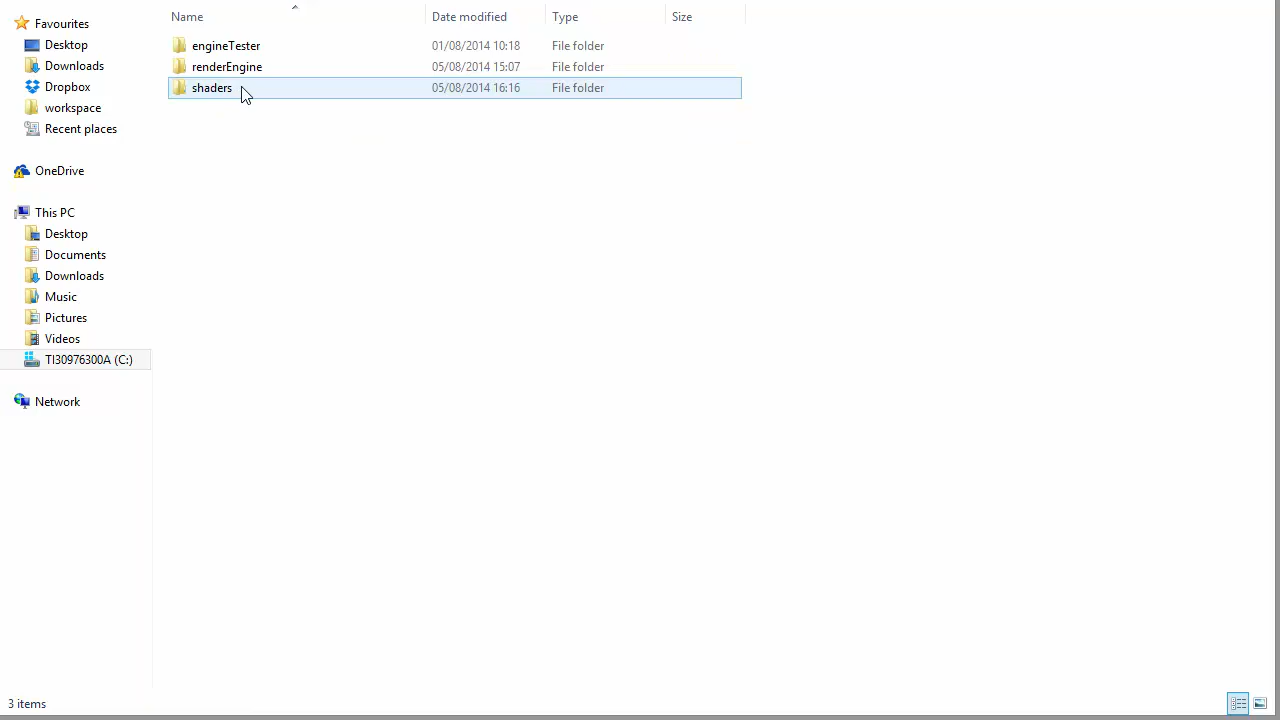 Favourites
Desktop
Downloads
Dropbox
workspace
Recent places
OneDrive
This PC
Desktop
Documents
Downloads
Music
Pictures
Videos
TI30976300A (C:)
Network
Name Date modified Type Size
engineTester 01/08/2014 10:18 File folder
renderEngine 05/08/2014 15:07 File folder
shaders 05/08/2014 16:16 File folder
3 items